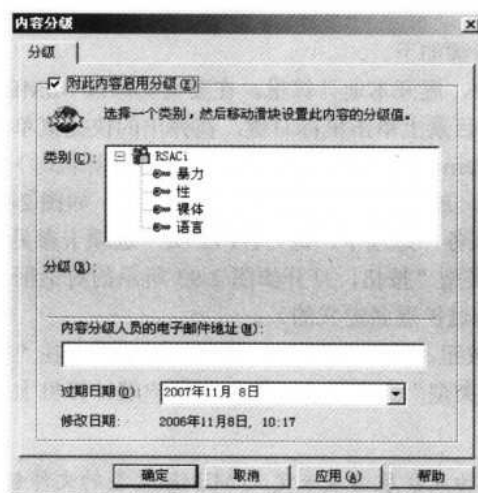 内容分级
分级
对此内容启用分级(E)
选择一个类别，然后移动滑块设置此内容的分级值。
类别(C):
RSACi
暴力
性
裸体
语言
分级(R):
内容分级人员的电子邮件地址(M):
过期日期(O): 2007年11月 8日
修改日期: 2006年11月8日, 10:17
确定 取消 应用(A) 帮助